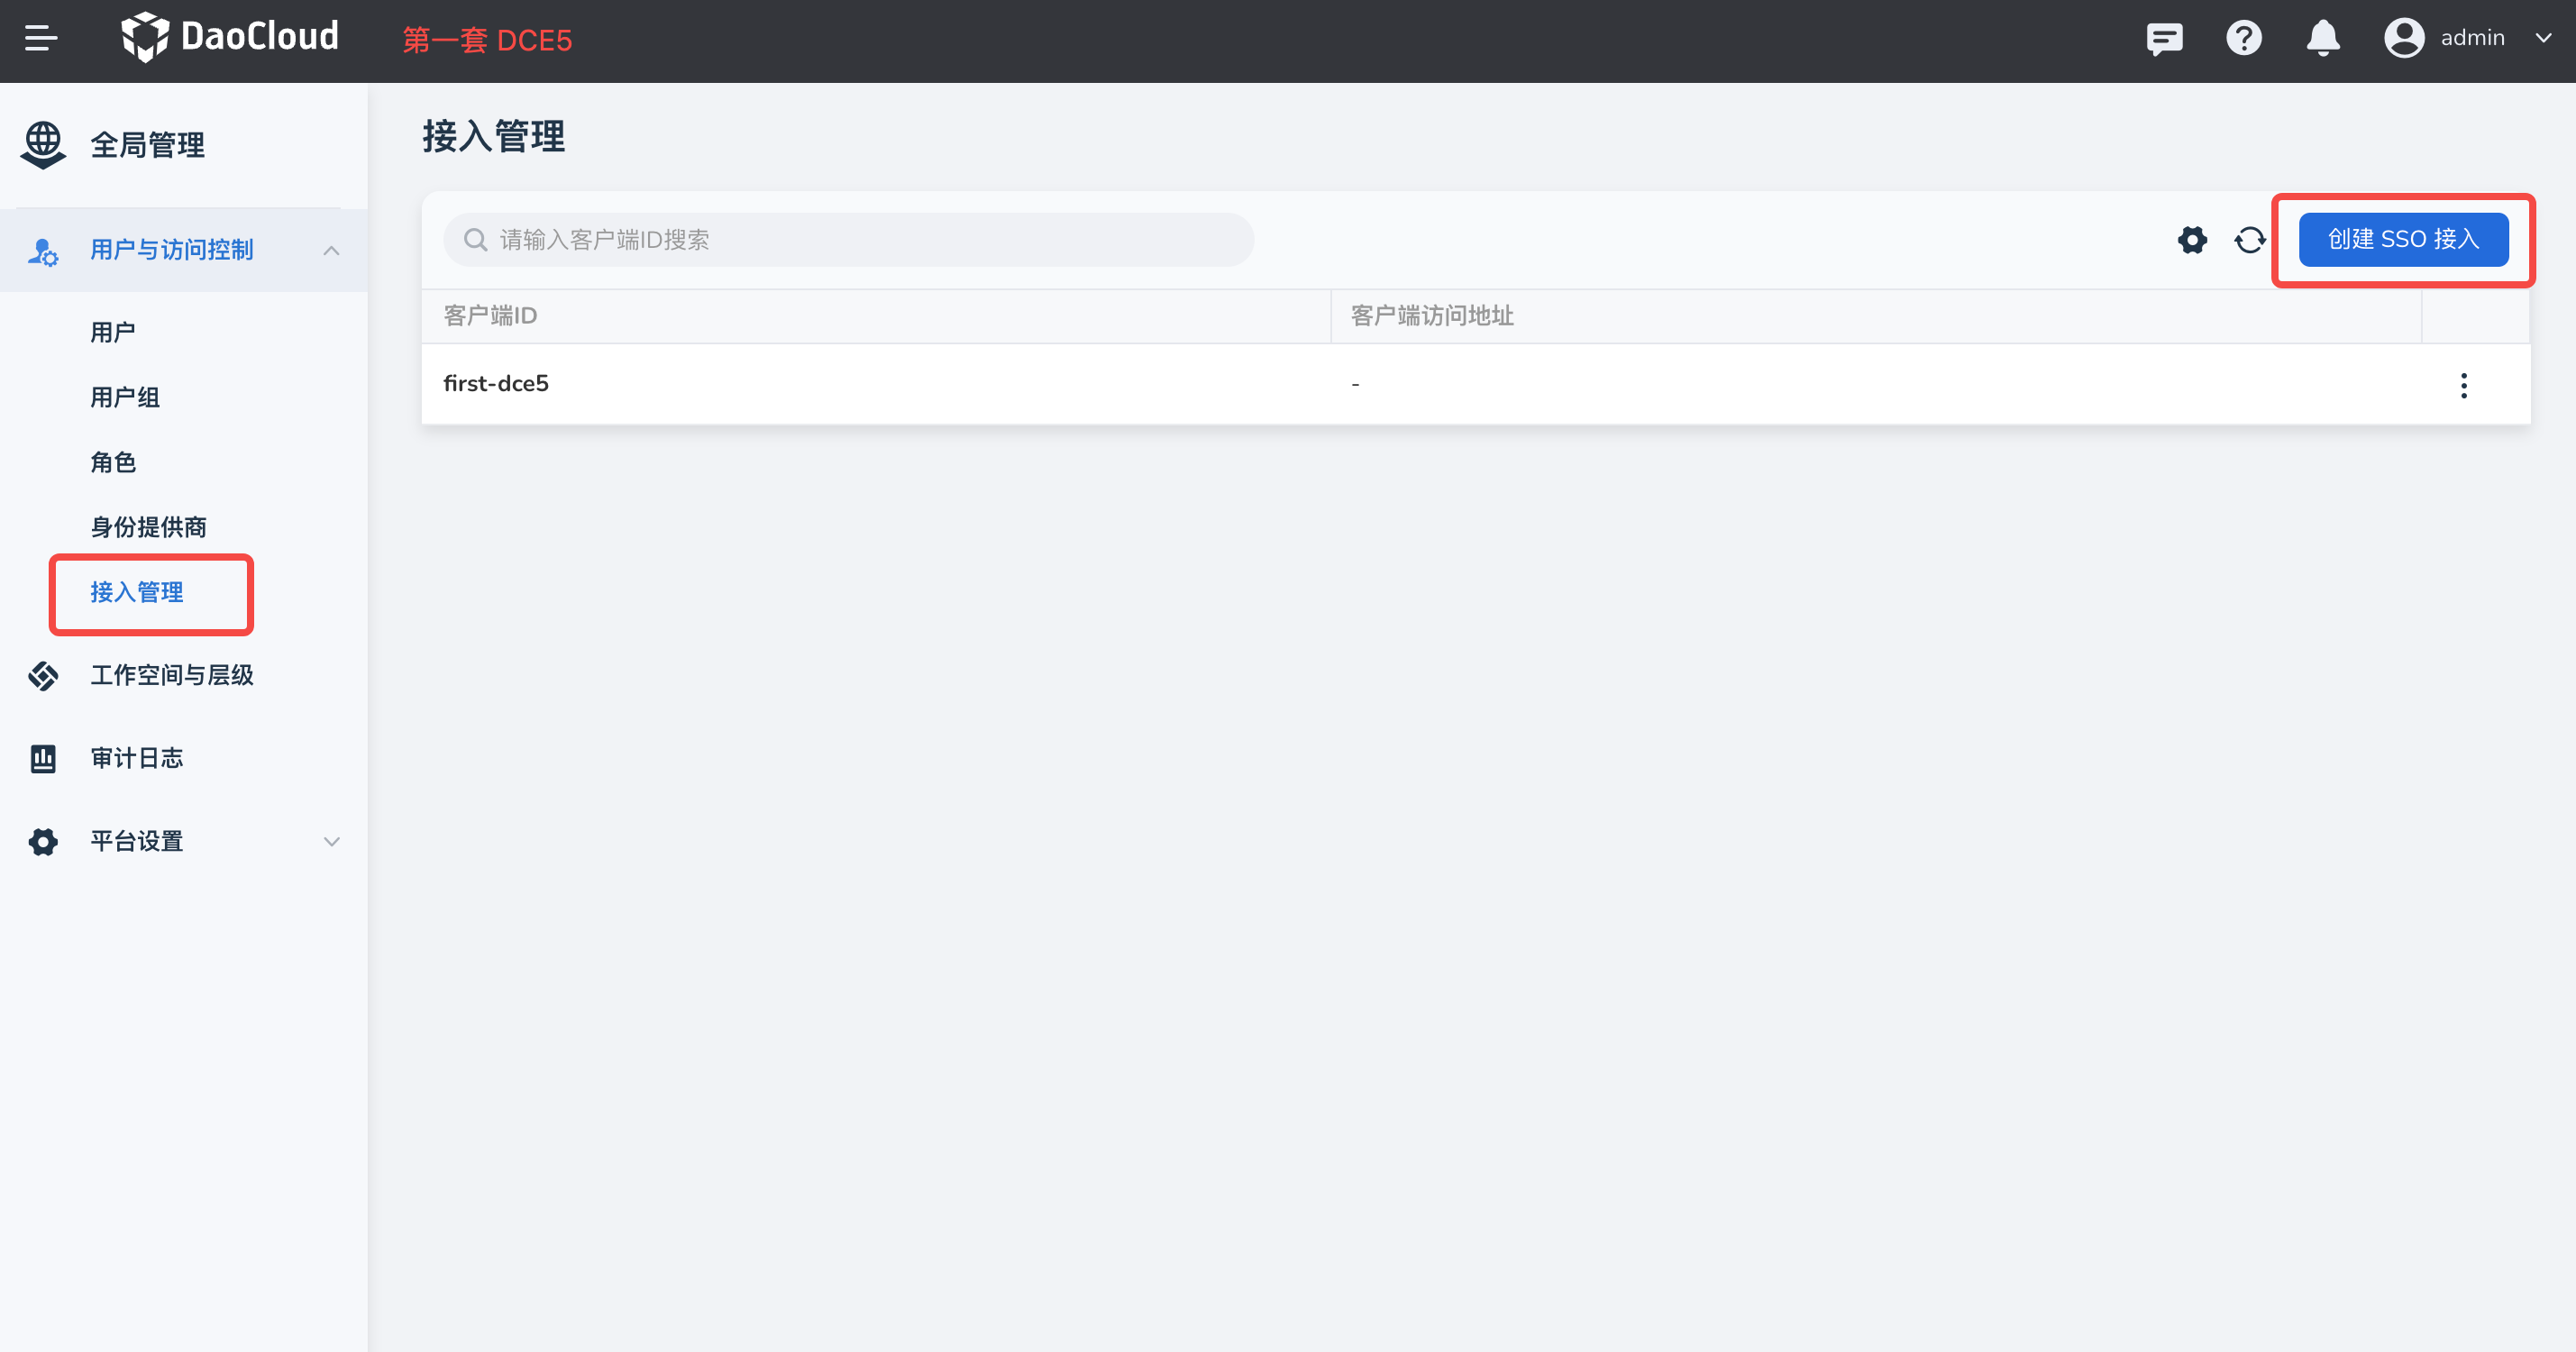 DaoCloud
第一套 DCE5
admin
全局管理
用户与访问控制
用户
用户组
角色
身份提供商
接入管理
工作空间与层级
审计日志
平台设置
接入管理
请输入客户端ID搜索
创建 SSO 接入
客户端ID
客户端访问地址
first-dce5
-